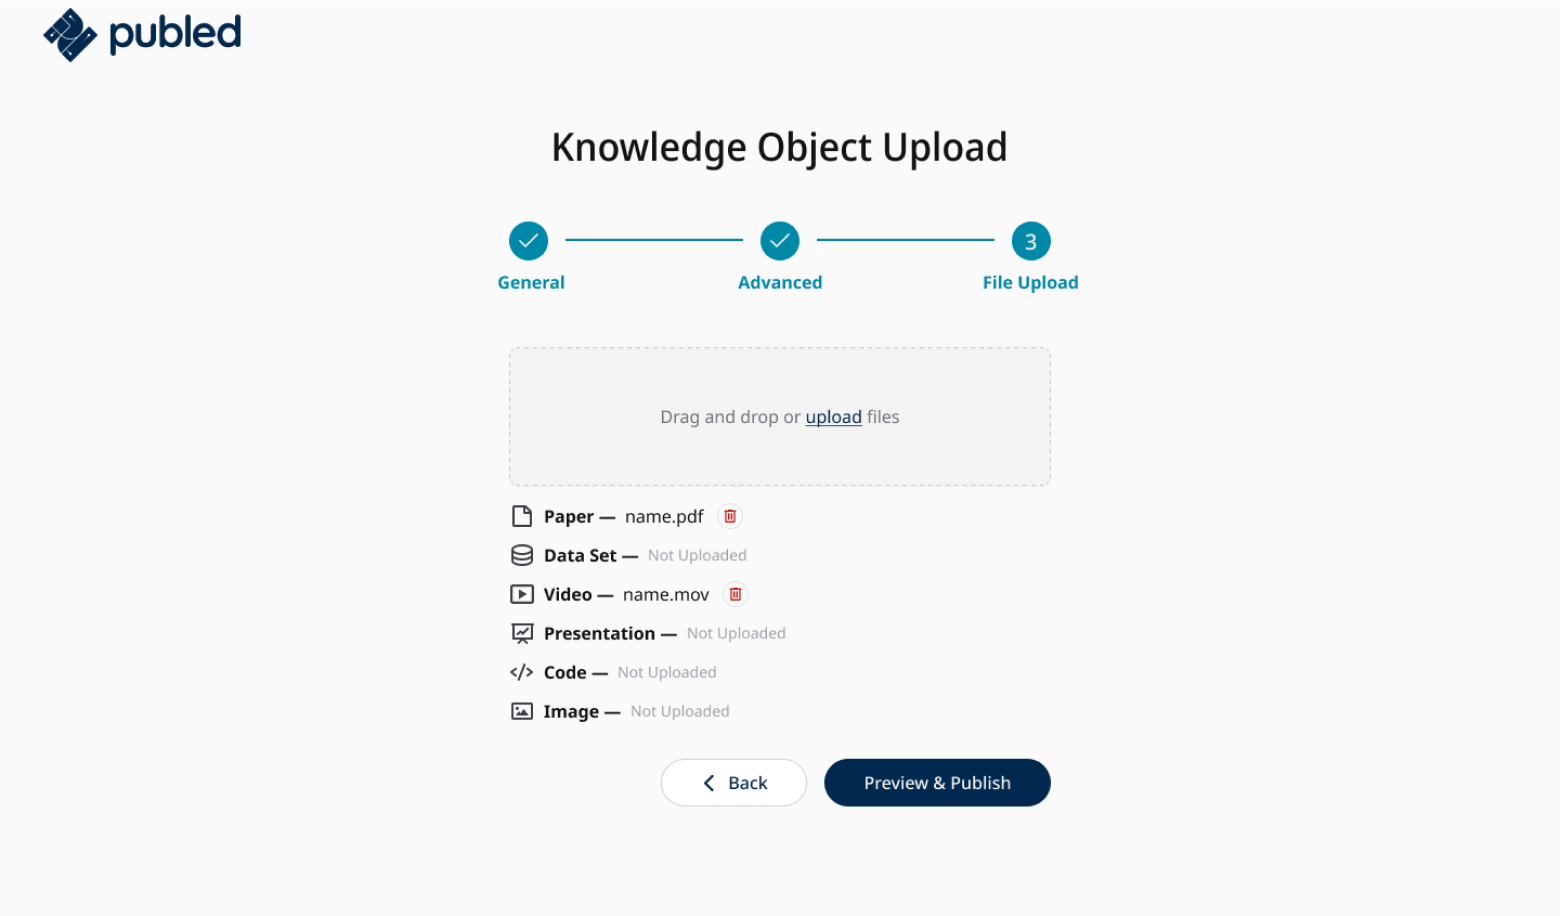 publed
Knowledge Object Upload
3
General
Advanced
File Upload
Drag and drop or upload files
Paper — name.pdf
Data Set — Not Uploaded
Video — name.mov
Presentation — Not Uploaded
Code — Not Uploaded
Image — Not Uploaded
Back
Preview & Publish